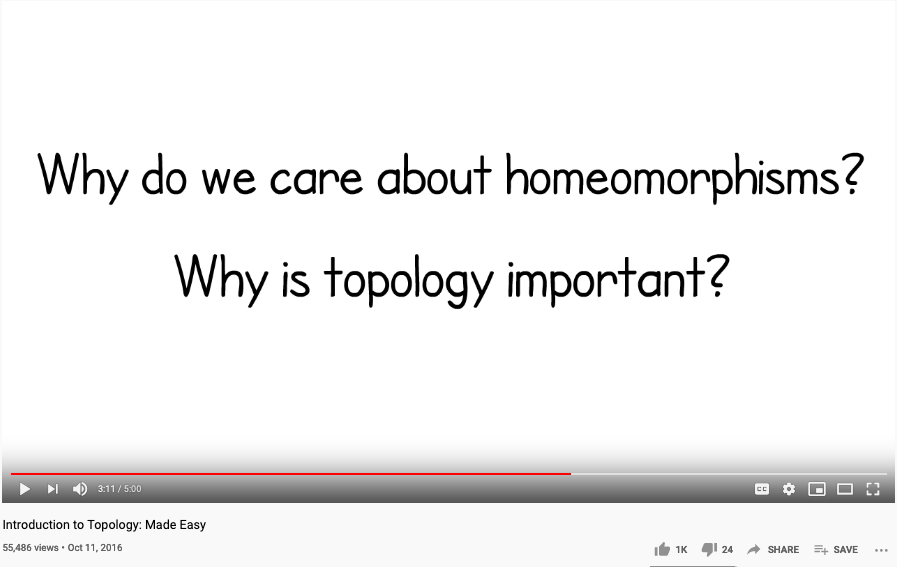 Why do we care about homeomorphisms?
Why is topology important?
3:11 / 5:00
CC
Introduction to Topology: Made Easy
55,486 views • Oct 11, 2016
1K 24 SHARE SAVE